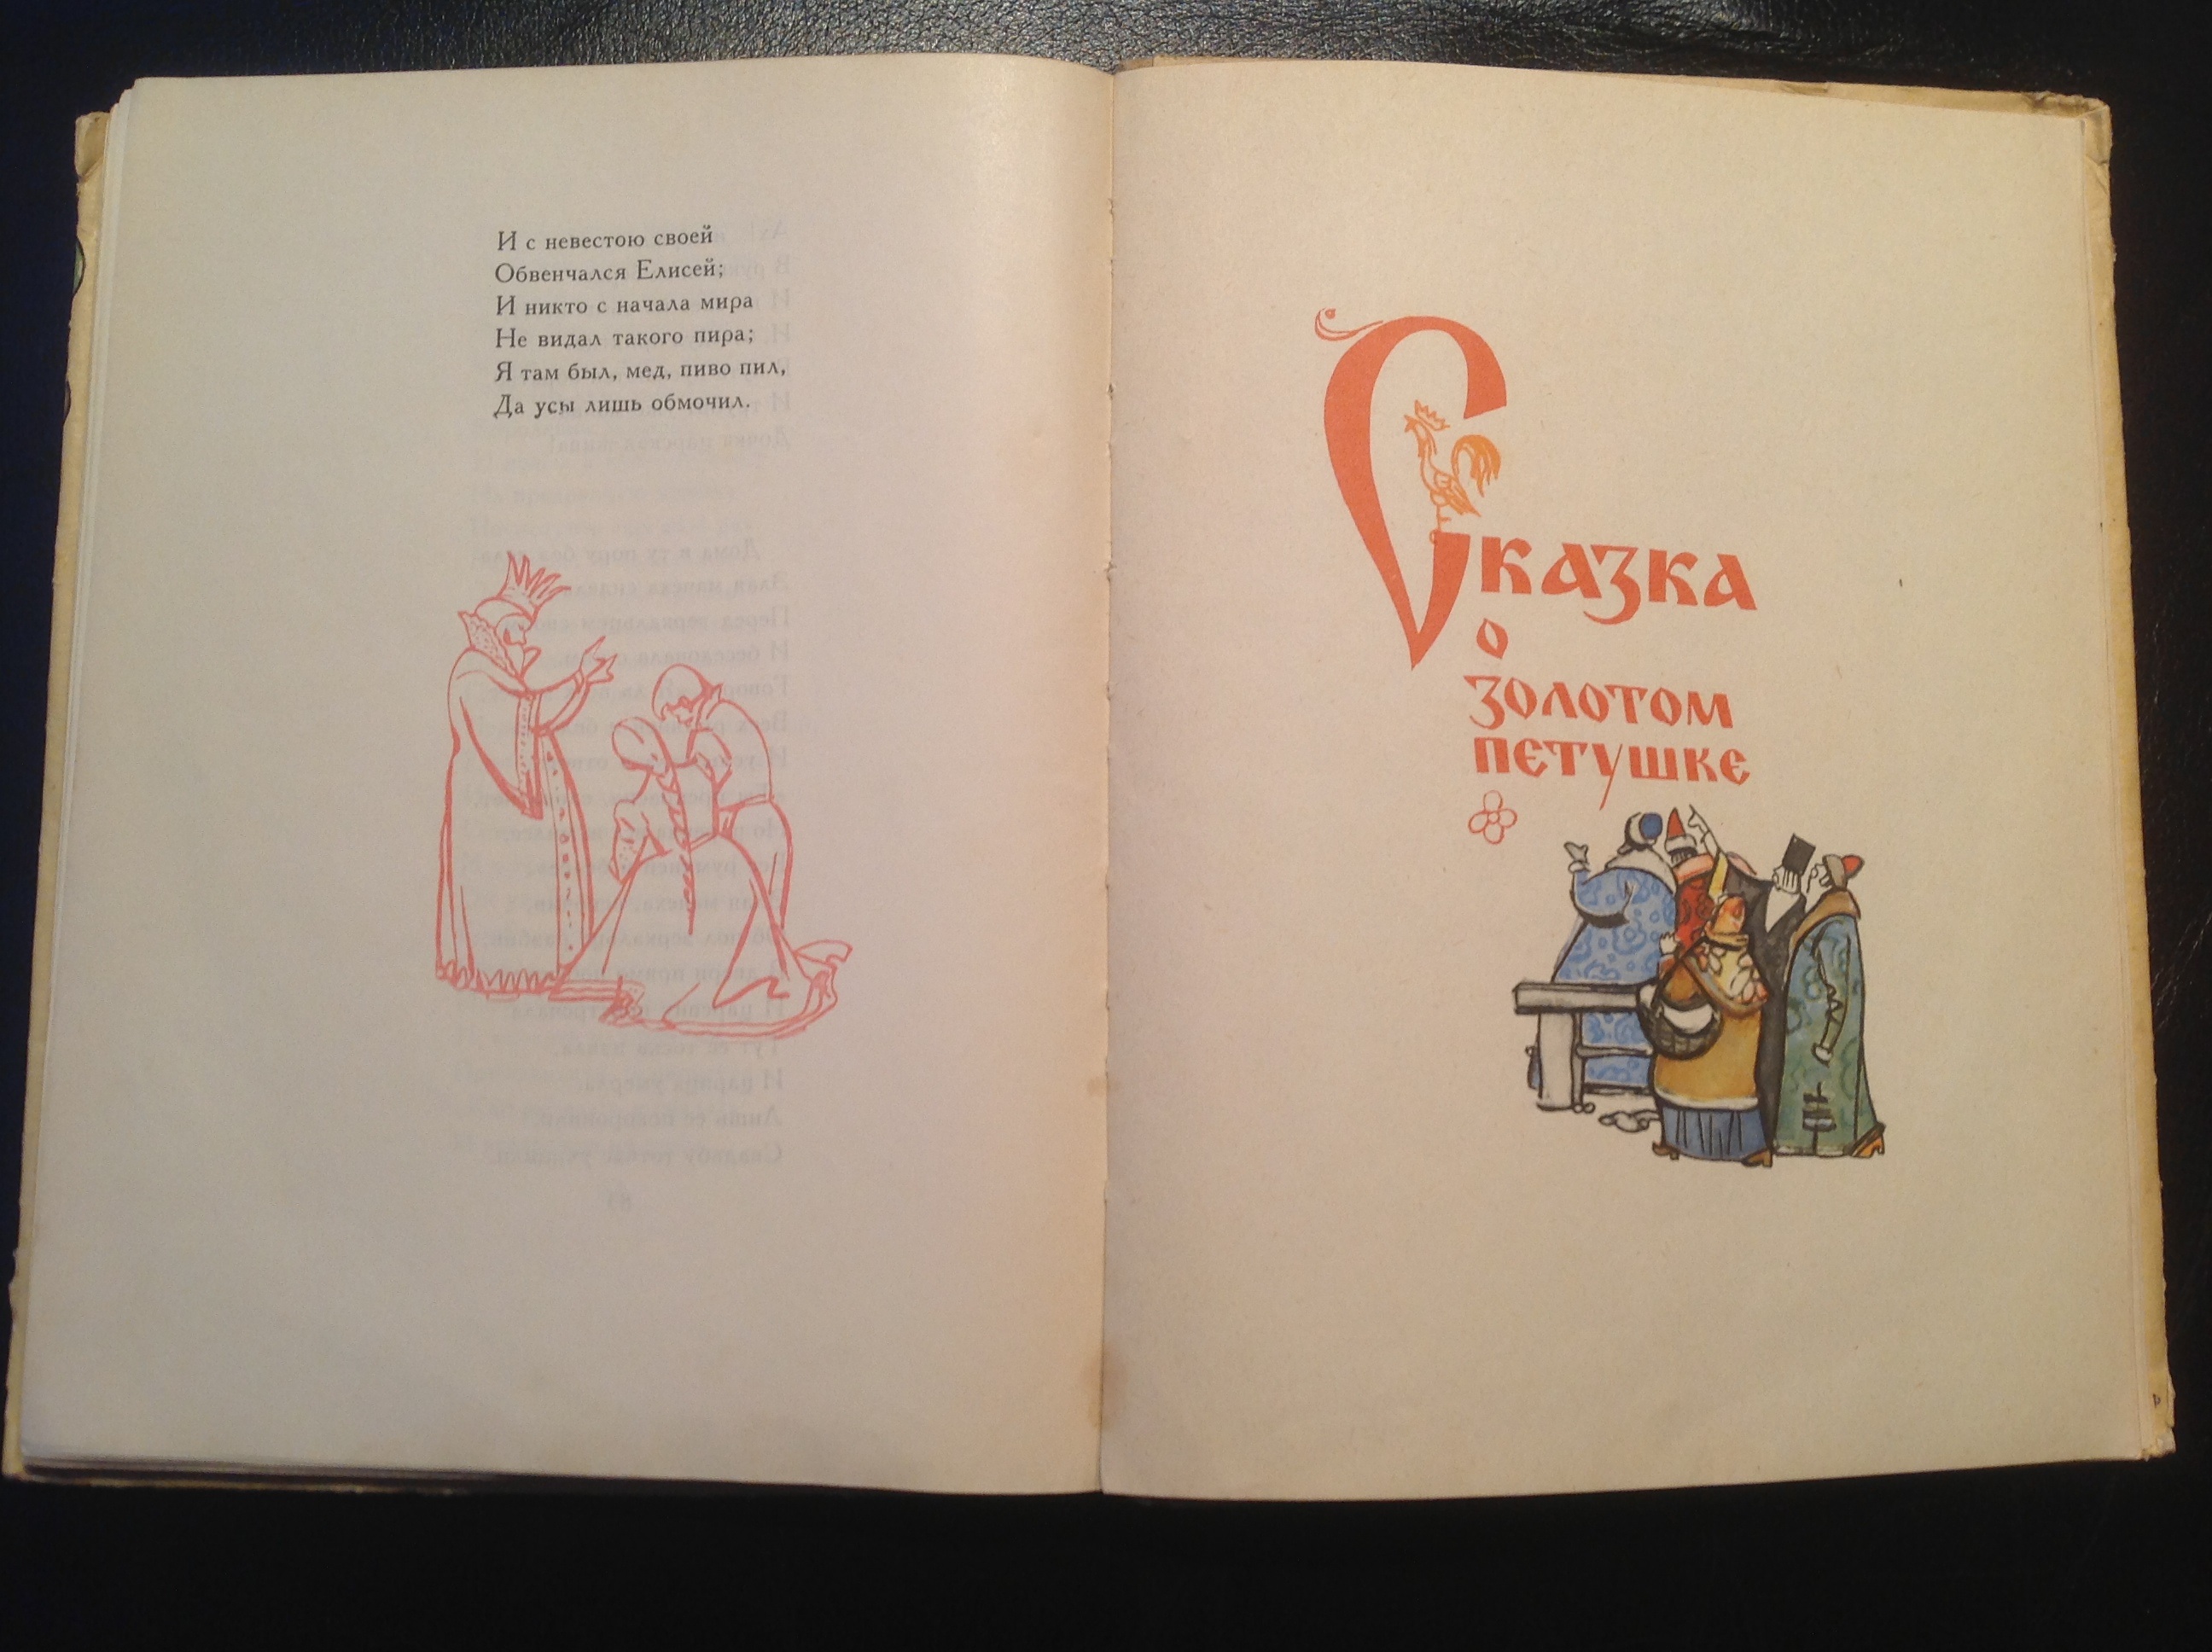 И с невестою своей
Обвенчался Елисей;
И никто с начала мира
Не видал такого пира;
Я там был, мед, пиво пил,
Да усы лишь обмочил.
Сказка
о
золотом
петушке